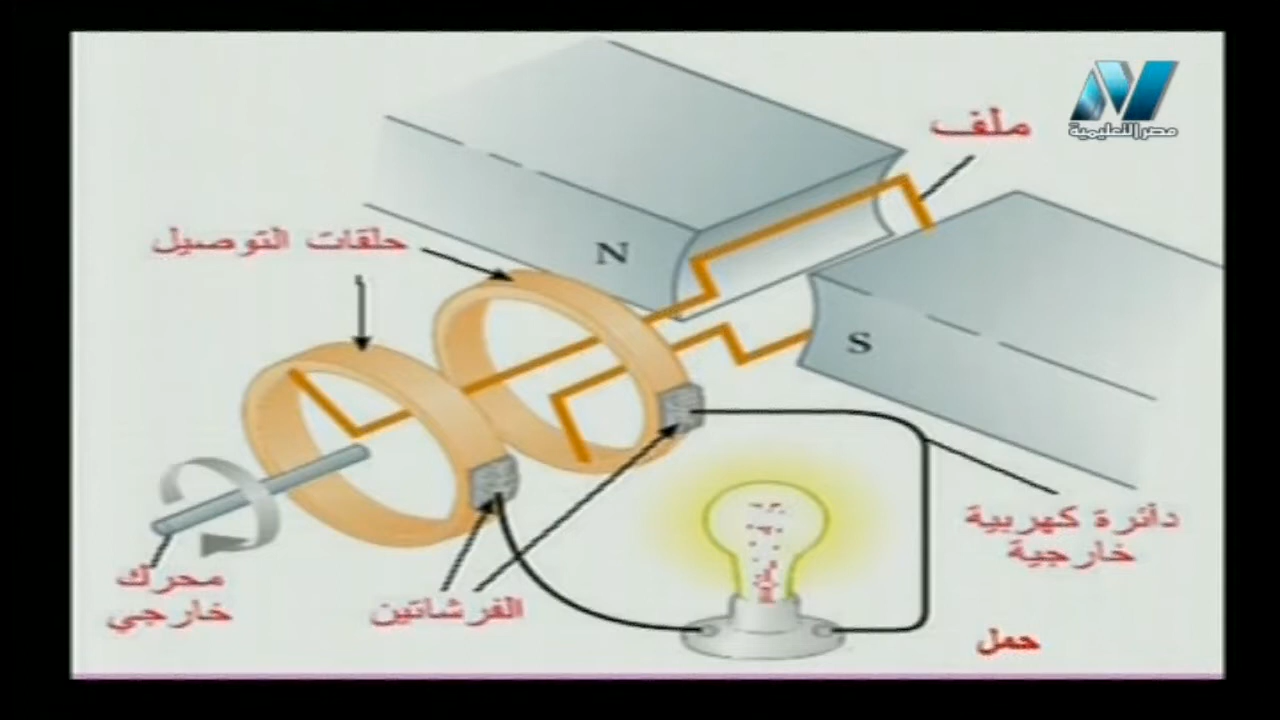 مصر التعليمية
ملف
حلقات التوصيل
N
S
دائرة كهربية
خارجية
محرك
خارجي
الفرشاتين
حمل